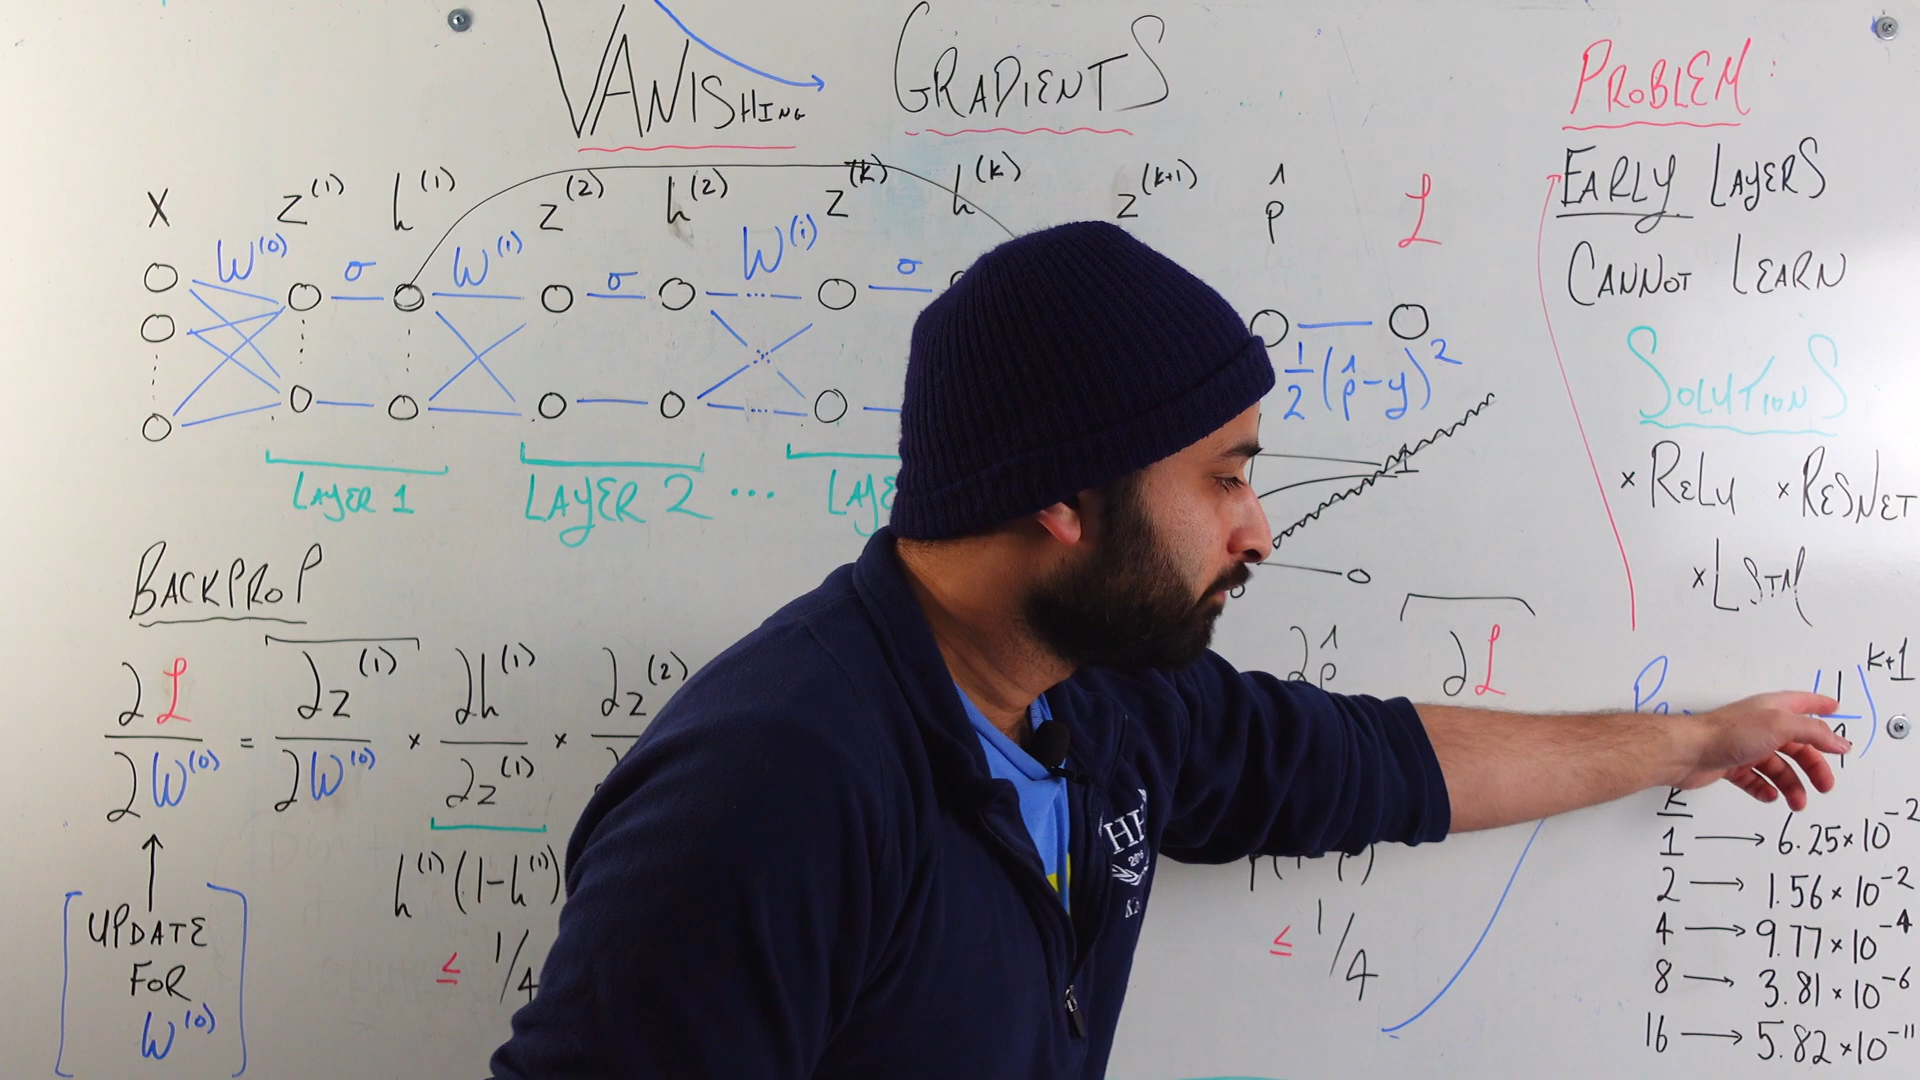 VANISHING GRADIENTS
X z^(1) h^(1) z^(2) h^(2) z^(k) h^(k) z^(k+1) p̂ ℒ
W^(0) σ W^(1) σ W^(i) σ
1/2 (p̂-y)^2
LAYER 1 LAYER 2 ...
BACKPROP
∂ℒ/∂W^(0) = ∂z^(1)/∂W^(0) × ∂h^(1)/∂z^(1) × ∂z^(2)
∂p̂ ∂ℒ
h^(1)(1-h^(1))
≤ 1/4
≤ 1/4
UPDATE
FOR
W^(0)
PROBLEM:
EARLY LAYERS
CANNOT LEARN
SOLUTIONS
× RELU × RESNET
× LSTM
k+1
k
1 → 6.25×10^-2
2 → 1.56×10^-2
4 → 9.77×10^-4
8 → 3.81×10^-6
16 → 5.82×10^-11